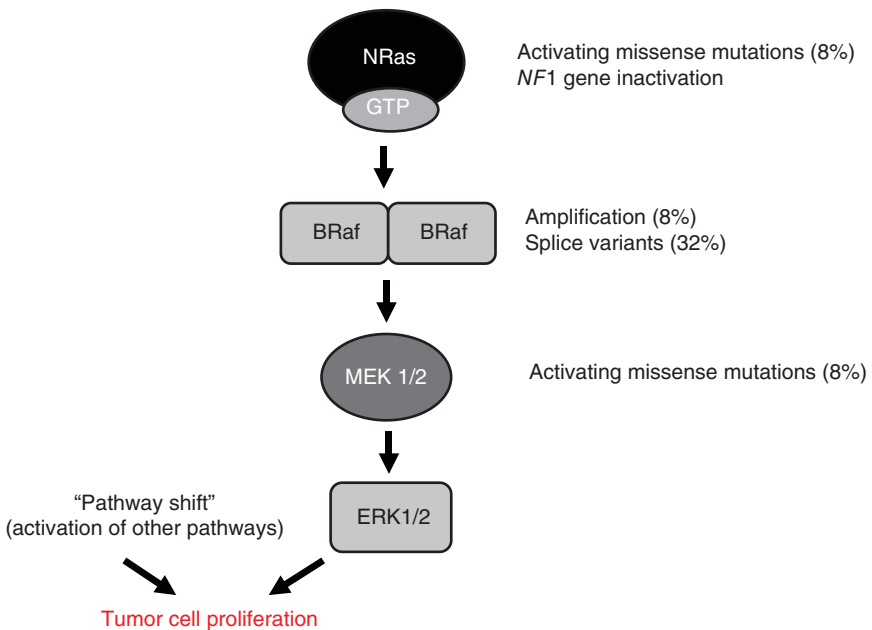 NRas
GTP
Activating missense mutations (8%)
NF1 gene inactivation
BRaf
BRaf
Amplification (8%)
Splice variants (32%)
MEK 1/2
Activating missense mutations (8%)
“Pathway shift”
(activation of other pathways)
ERK1/2
Tumor cell proliferation